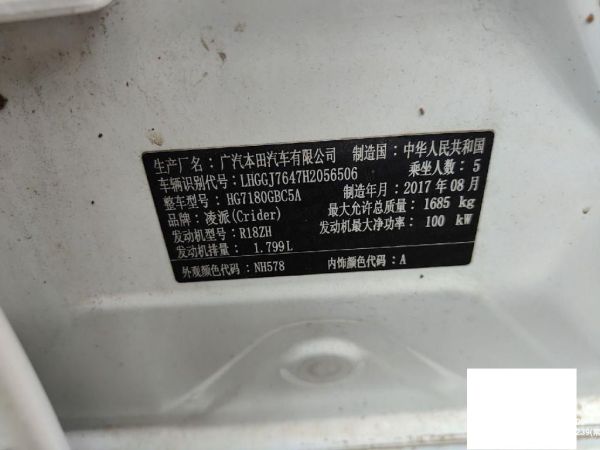 生产厂名：广汽本田汽车有限公司 制造国：中华人民共和国
车辆识别代号：LHGGJ7647H2056506 乘坐人数：5
整车型号：HG7180GBC5A 制造年月：2017年08月
品牌：凌派(Crider) 最大允许总质量：1685 kg
发动机型号：R18ZH 发动机最大净功率：100 kW
发动机排量：1.799L
外观颜色代码：NH578 内饰颜色代码：A